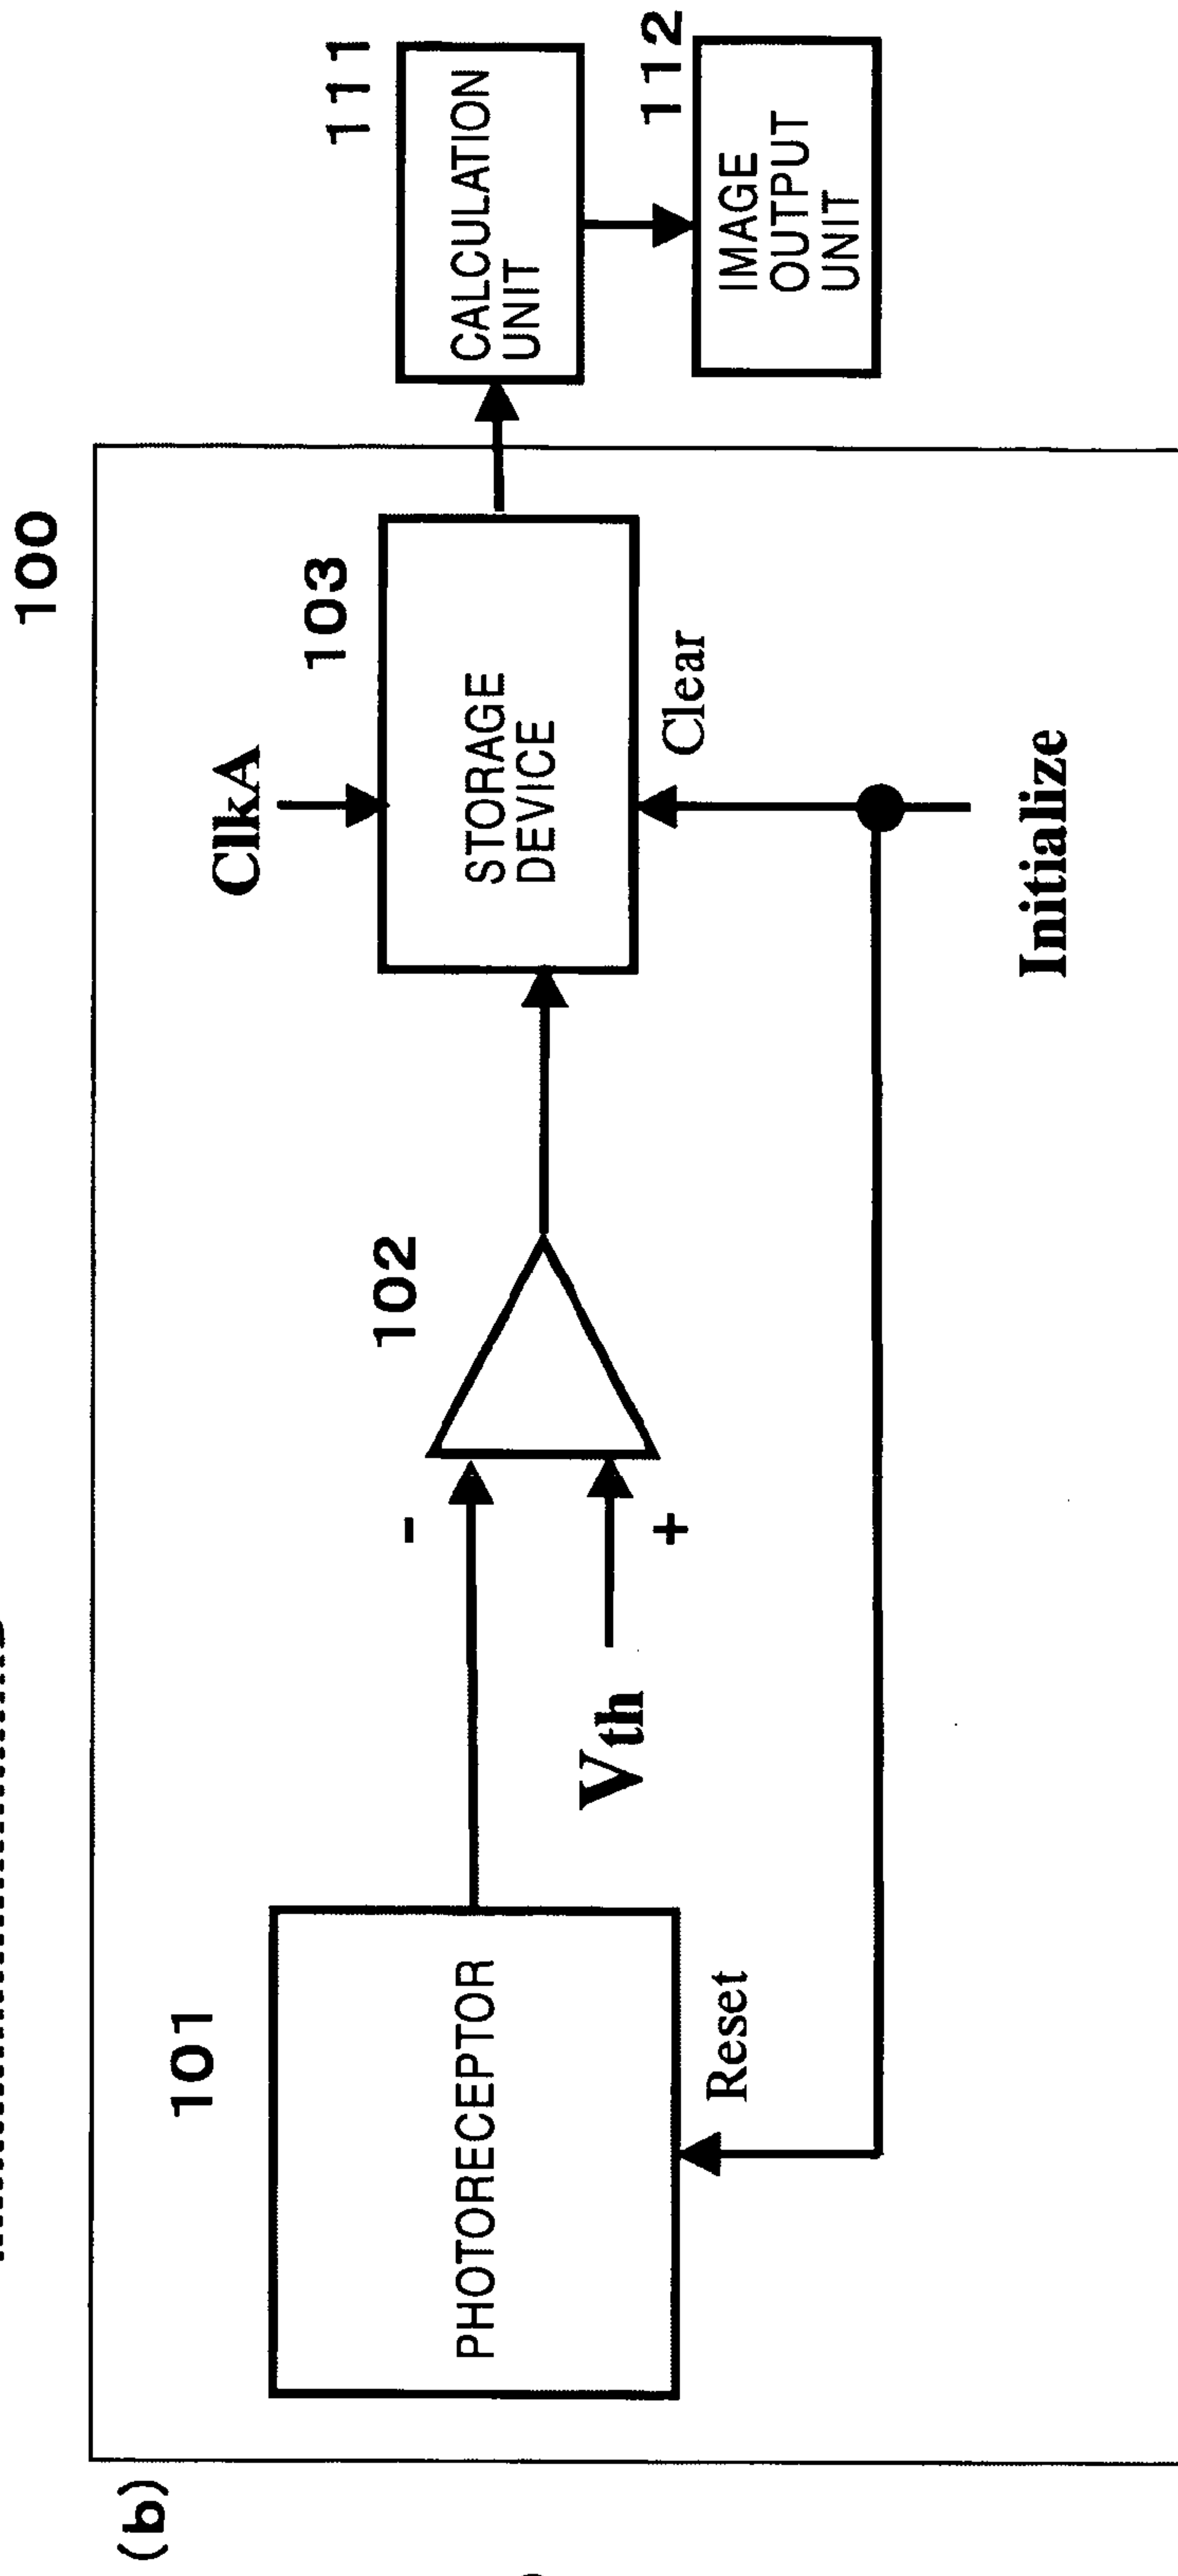 (b)
100
101
PHOTORECEPTOR
Reset
-
+
Vth
102
ClkA
103
STORAGE
DEVICE
Clear
Initialize
111
CALCULATION
UNIT
112
IMAGE
OUTPUT
UNIT